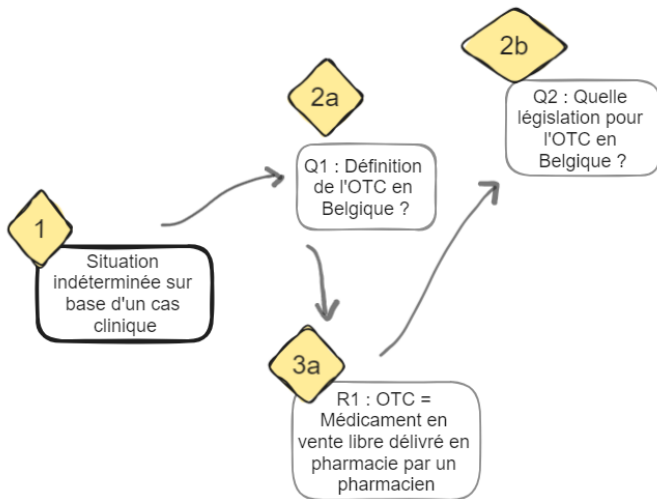 1
Situation
indéterminée sur
base d'un cas
clinique
2a
Q1 : Définition
de l'OTC en
Belgique ?
3a
R1 : OTC =
Médicament en
vente libre délivré en
pharmacie par un
pharmacien
2b
Q2 : Quelle
législation pour
l'OTC en
Belgique ?